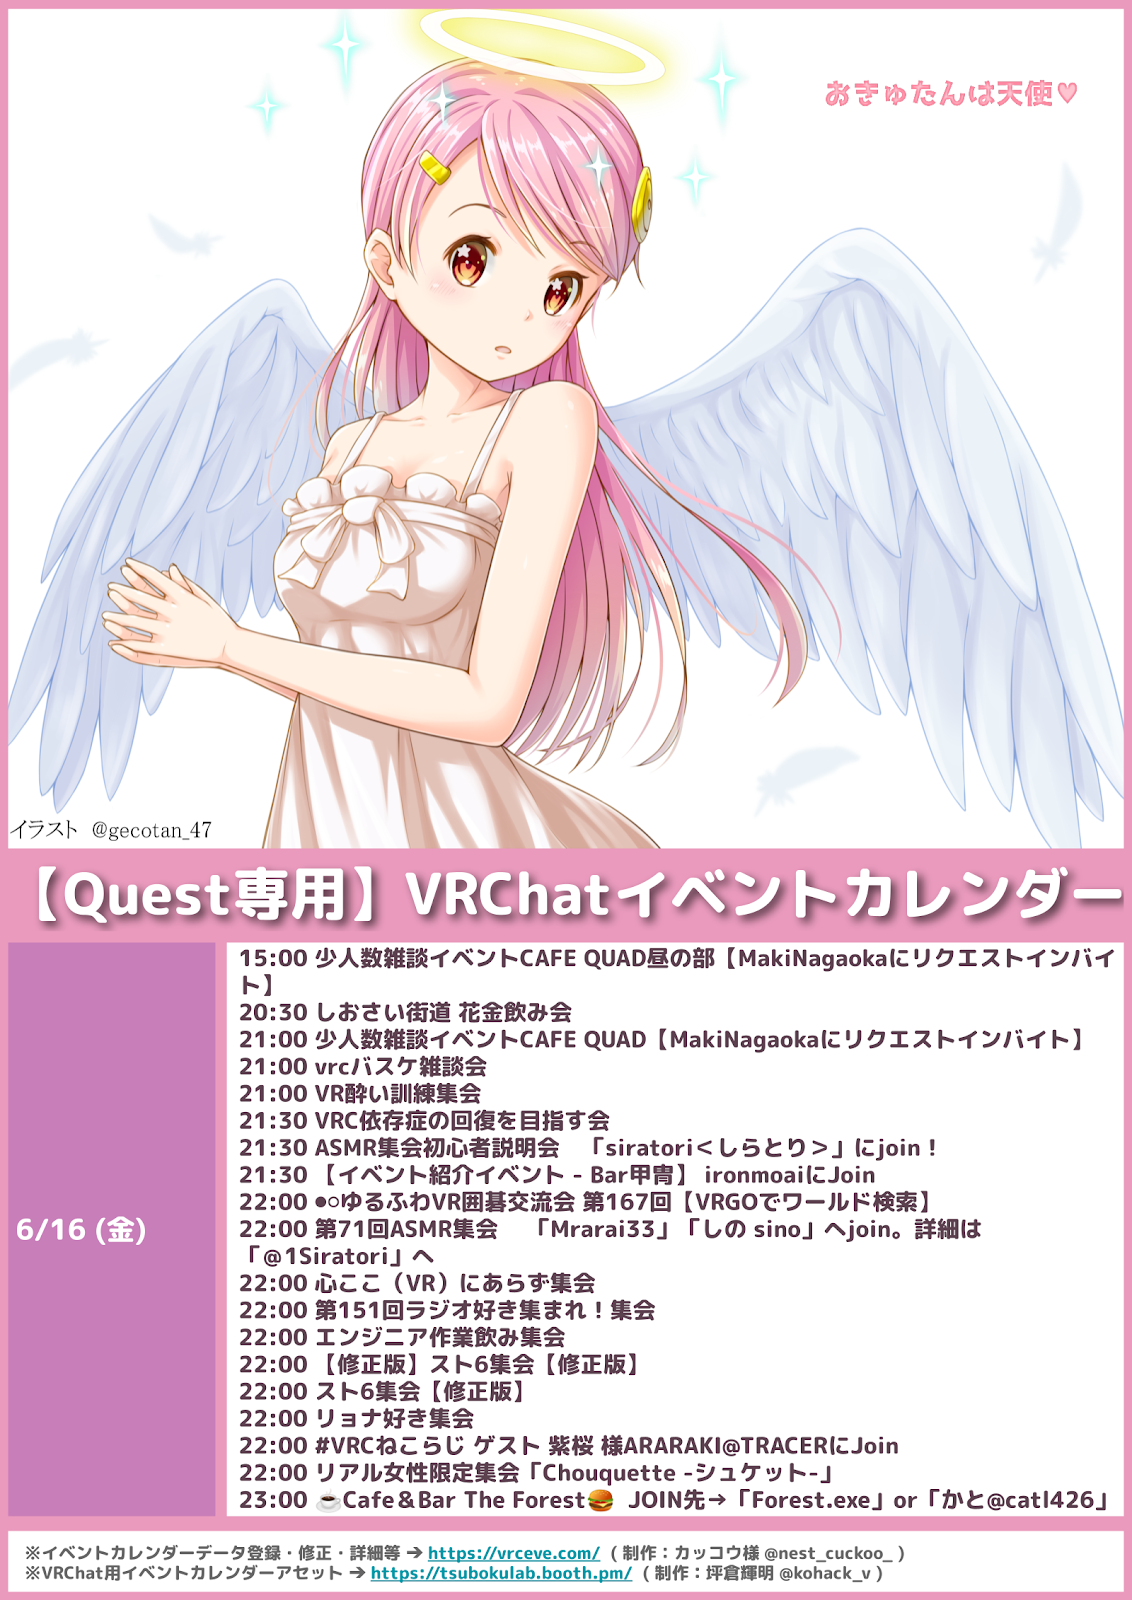 おきゅたんは天使♥
イラスト @gecotan_47
【Quest専用】VRChatイベントカレンダー
6/16 (金)
15:00 少人数雑談イベントCAFE QUAD昼の部【MakiNagaokaにリクエストインバイ
ト】
20:30 しおさい街道 花金飲み会
21:00 少人数雑談イベントCAFE QUAD【MakiNagaokaにリクエストインバイト】
21:00 vrcバスケ雑談会
21:00 VR酔い訓練集会
21:30 VRC依存症の回復を目指す会
21:30 ASMR集会初心者説明会　「siratori＜しらとり＞」にjoin！
21:30 【イベント紹介イベント - Bar甲冑】 ironmoaiにJoin
22:00 ●○ゆるふわVR囲碁交流会 第167回【VRGOでワールド検索】
22:00 第71回ASMR集会　「Mrarai33」「しの sino」へjoin。詳細は
「@1Siratori」へ
22:00 心ここ（VR）にあらず集会
22:00 第151回ラジオ好き集まれ！集会
22:00 エンジニア作業飲み集会
22:00 【修正版】スト6集会【修正版】
22:00 スト6集会【修正版】
22:00 リョナ好き集会
22:00 #VRCねこらじ ゲスト 紫桜 様ARARAKI@TRACERにJoin
22:00 リアル女性限定集会「Chouquette -シュケット-」
23:00 ☕Cafe＆Bar The Forest🍔 JOIN先→「Forest.exe」or「かと@catl426」
※イベントカレンダーデータ登録・修正・詳細等 ➔ https://vrceve.com/ （制作：カッコウ様 @nest_cuckoo_ ）
※VRChat用イベントカレンダーアセット ➔ https://tsubokulab.booth.pm/ （制作：坪倉輝明 @kohack_v ）